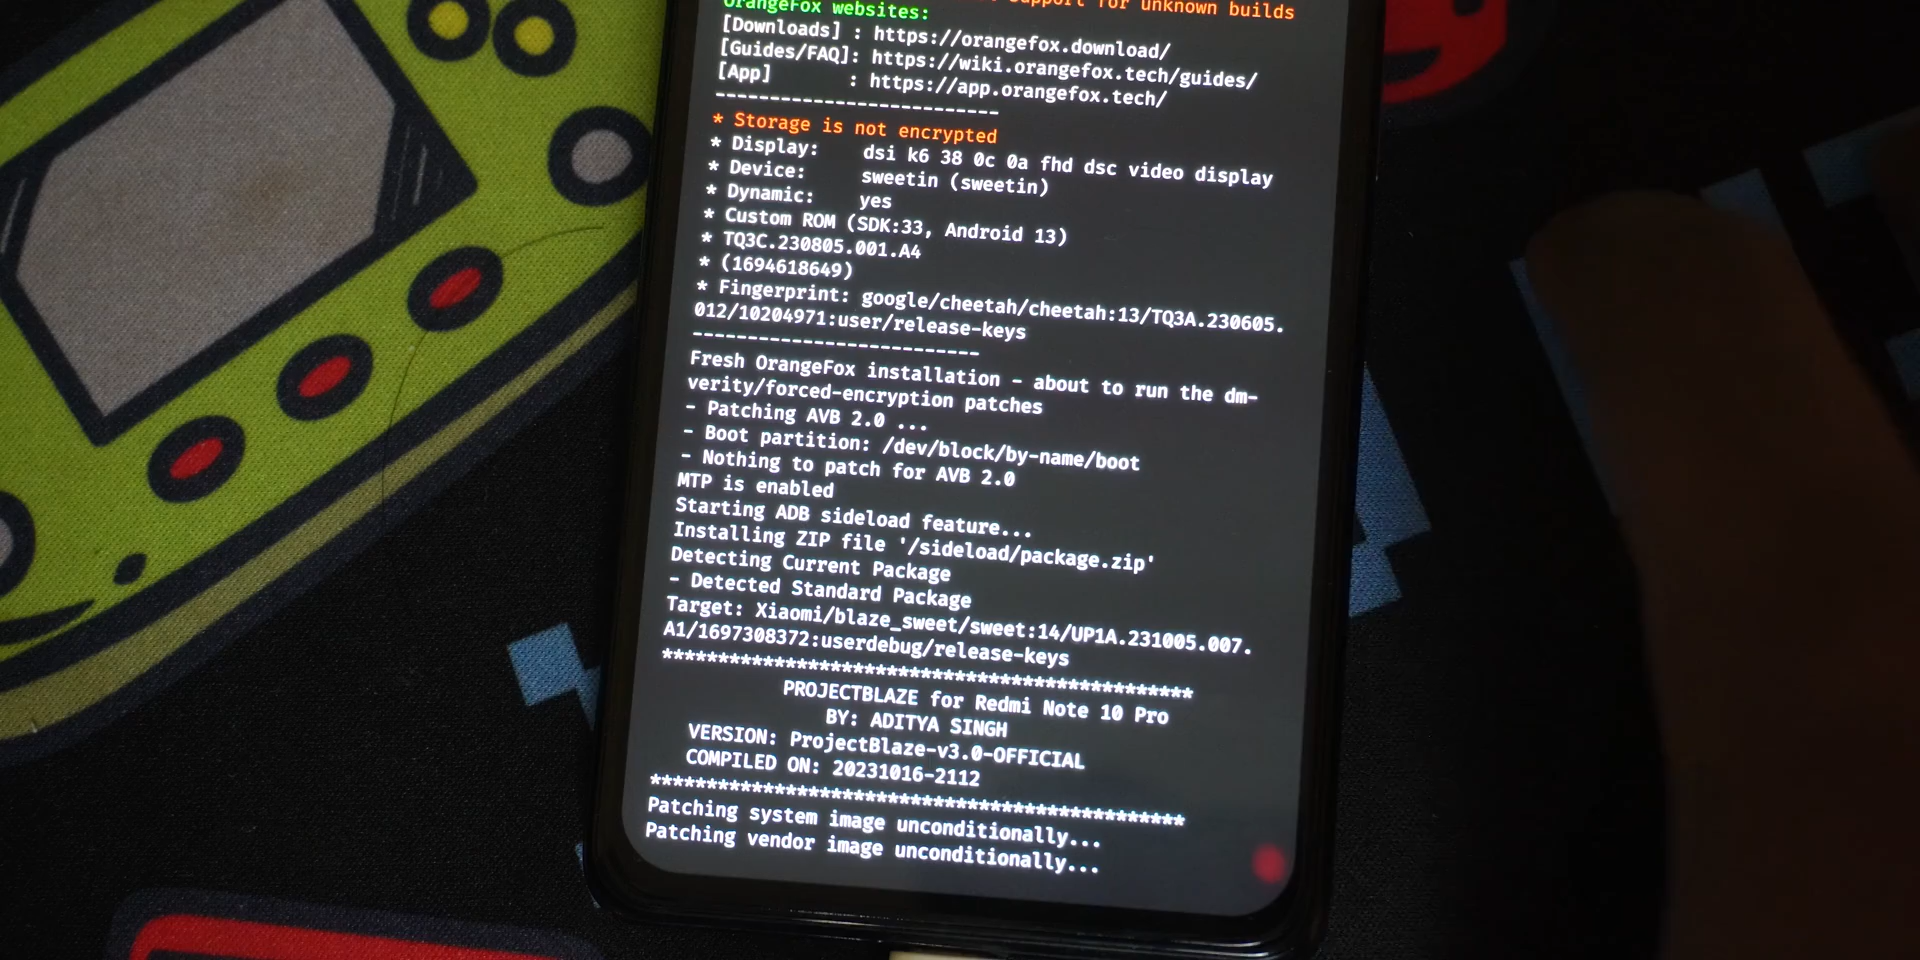 support for unknown builds
OrangeFox websites:
[Downloads] : https://orangefox.download/
[Guides/FAQ]: https://wiki.orangefox.tech/guides/
[App] : https://app.orangefox.tech/
--------------------------
* Storage is not encrypted
* Display: dsi k6 38 0c 0a fhd dsc video display
* Device: sweetin (sweetin)
* Dynamic: yes
* Custom ROM (SDK:33, Android 13)
* TQ3C.230805.001.A4
* (1694618649)
* Fingerprint: google/cheetah/cheetah:13/TQ3A.230605.
012/10204971:user/release-keys
--------------------------
Fresh OrangeFox installation - about to run the dm-
verity/forced-encryption patches
- Patching AVB 2.0 ...
- Boot partition: /dev/block/by-name/boot
- Nothing to patch for AVB 2.0
MTP is enabled
Starting ADB sideload feature...
Installing ZIP file '/sideload/package.zip'
Detecting Current Package
- Detected Standard Package
Target: Xiaomi/blaze_sweet/sweet:14/UP1A.231005.007.
A1/1697308372:userdebug/release-keys
************************************************
PROJECTBLAZE for Redmi Note 10 Pro
BY: ADITYA SINGH
VERSION: ProjectBlaze-v3.0-OFFICIAL
COMPILED ON: 20231016-2112
************************************************
Patching system image unconditionally...
Patching vendor image unconditionally...